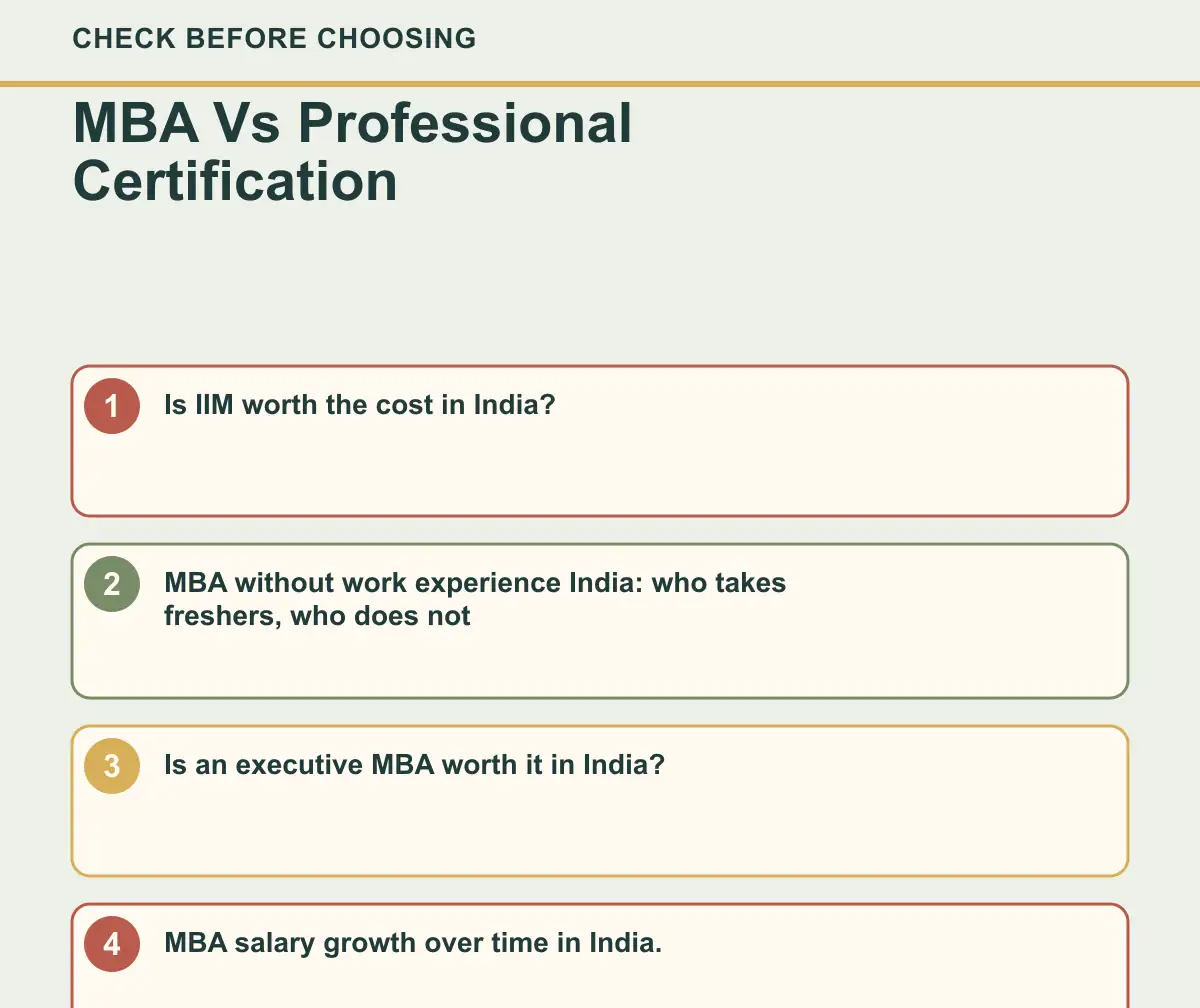 CHECK BEFORE CHOOSING
MBA Vs Professional
Certification
1
Is IIM worth the cost in India?
2
MBA without work experience India: who takes
freshers, who does not
3
Is an executive MBA worth it in India?
4
MBA salary growth over time in India.